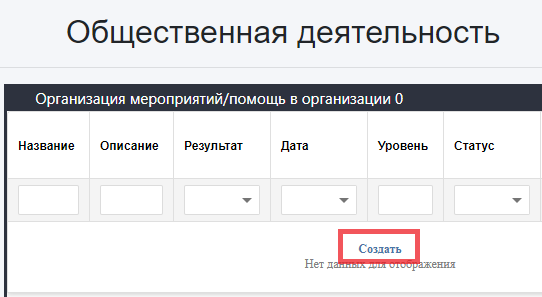 Общественная деятельность
Организация мероприятий/помощь в организации 0
Название Описание Результат Дата Уровень Статус
Создать
Нет данных для отображения